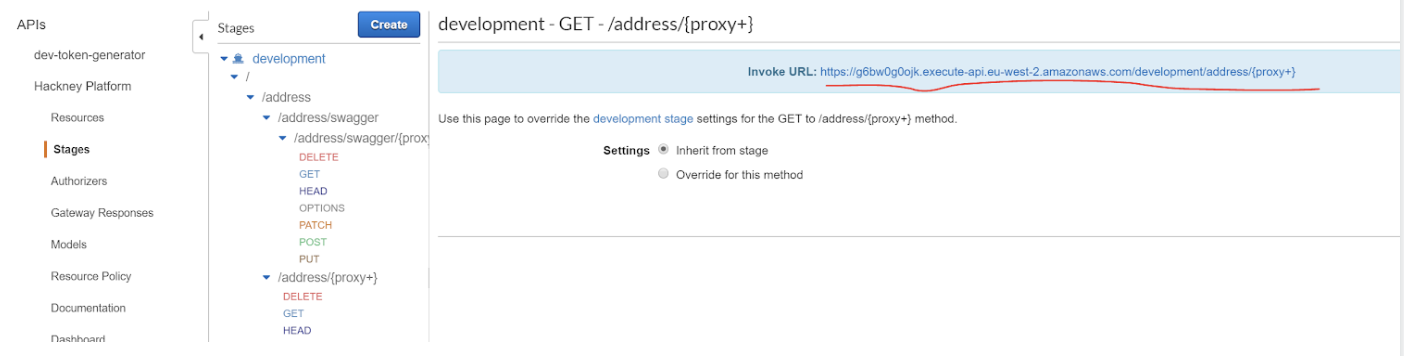 APIs
dev-token-generator
Hackney Platform
Resources
Stages
Authorizers
Gateway Responses
Models
Resource Policy
Documentation
Dashboard
Stages
Create
development
/
/address
/address/swagger
/address/swagger/{proxy
DELETE
GET
HEAD
OPTIONS
PATCH
POST
PUT
/address/{proxy+}
DELETE
GET
HEAD
development - GET - /address/{proxy+}
Invoke URL: https://g6bw0g0ojk.execute-api.eu-west-2.amazonaws.com/development/address/{proxy+}
Use this page to override the development stage settings for the GET to /address/{proxy+} method.
Settings Inherit from stage
Override for this method